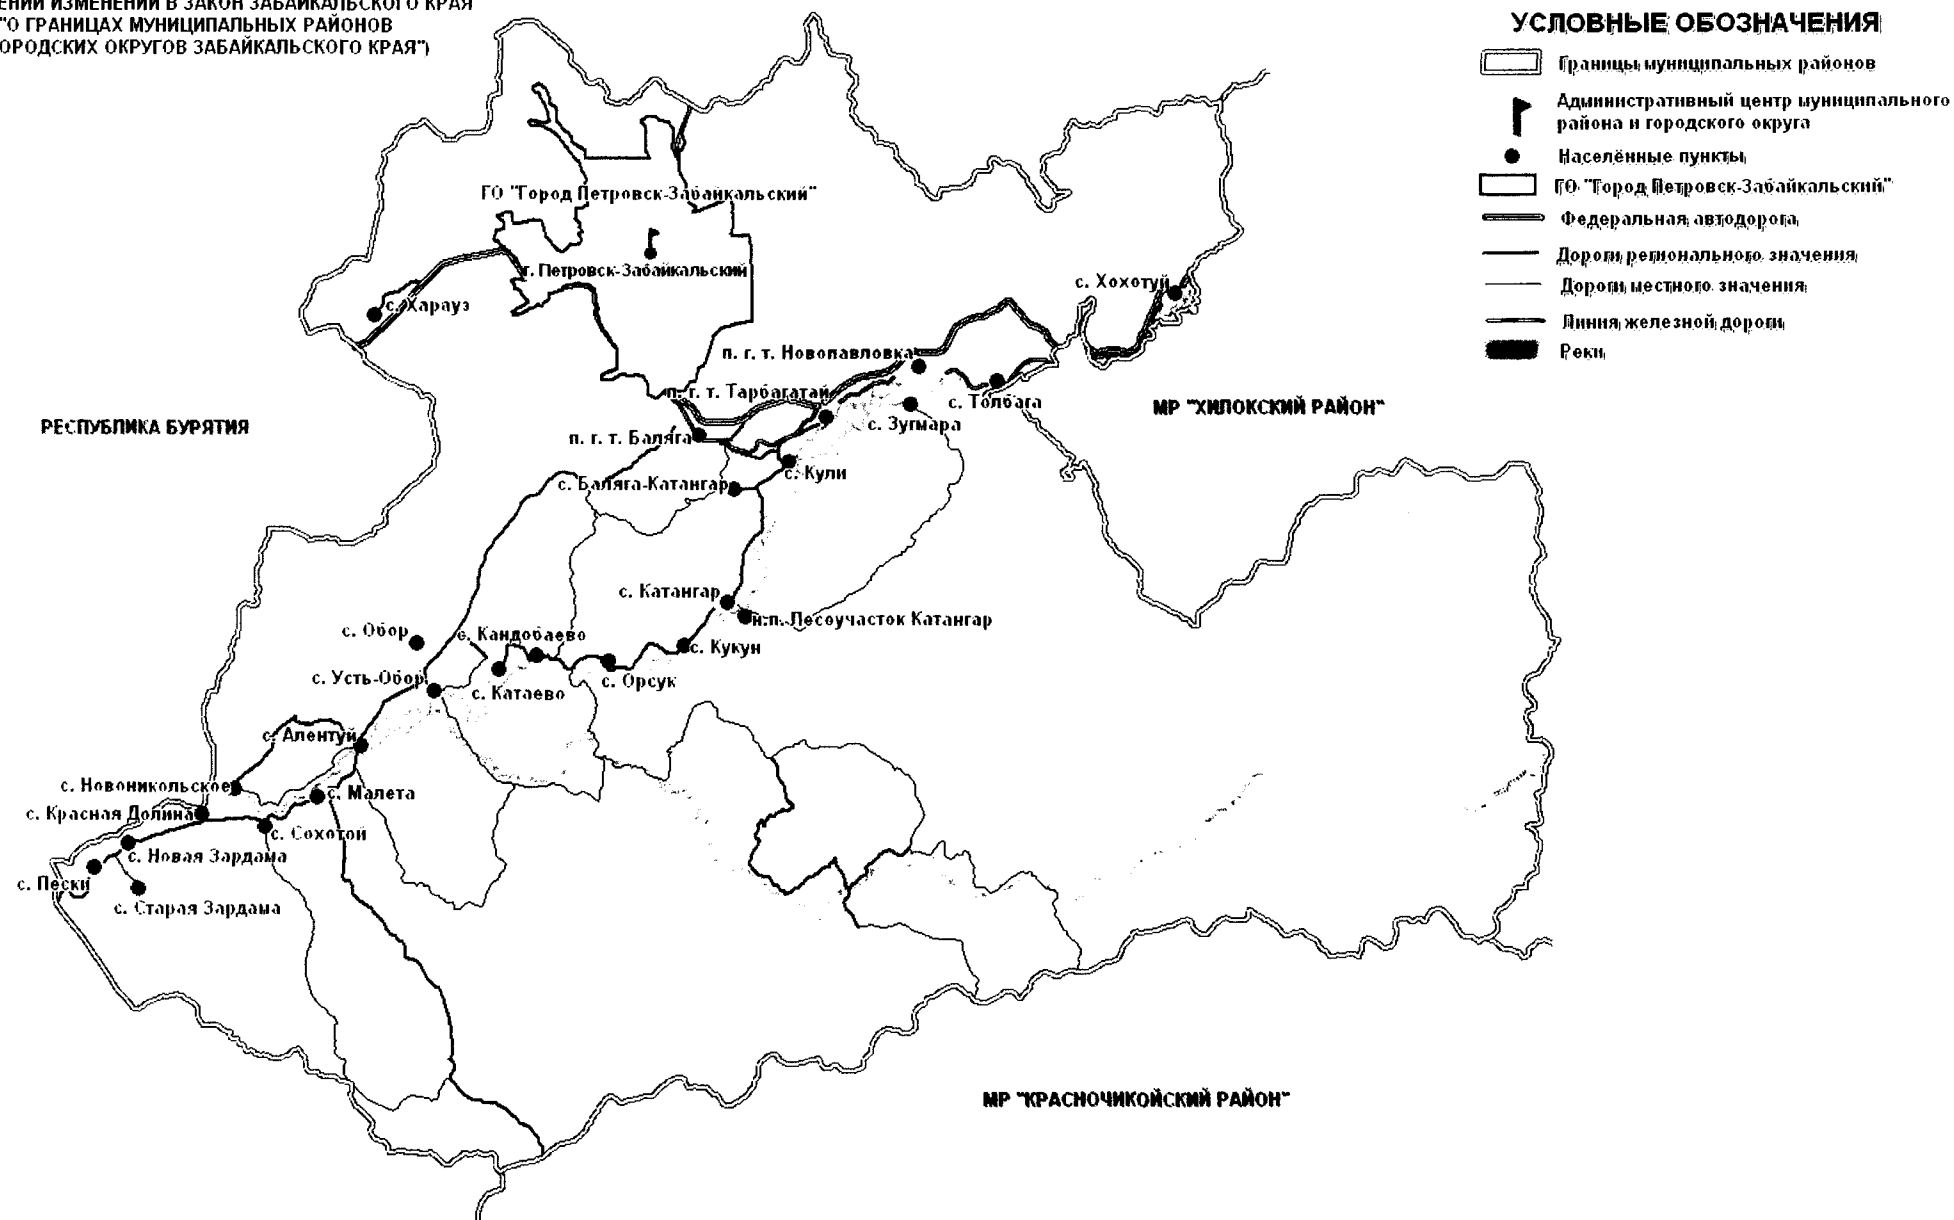 ИЗМЕНЕНИЙ В ЗАКОН ЗАБАЙКАЛЬСКОГО КРАЯ
"О ГРАНИЦАХ МУНИЦИПАЛЬНЫХ РАЙОНОВ
ОРОДСКИХ ОКРУГОВ ЗАБАЙКАЛЬСКОГО КРАЯ")
УСЛОВНЫЕ ОБОЗНАЧЕНИЯ
Границы муниципальных районов
Административный центр муниципального
района и городского округа
Населённые пункты
ГО "Город Петровск-Забайкальский"
Федеральная автодорога
Дороги регионального значения
Дороги местного значения
Линия железной дороги
Реки
ГО "Город Петровск-Забайкальский"
г. Петровск-Забайкальский
с. Харауз
с. Хохотуй
п. г. т. Новопавловка
п. г. т. Тарбагатай
с. Толбага
с. Зугмара
п. г. т. Баляга
с. Кули
с. Баляга-Катангар
РЕСПУБЛИКА БУРЯТИЯ
МР "ХИЛОКСКИЙ РАЙОН"
с. Катангар
н.п. Лесоучасток Катангар
с. Обор
с. Кандобаево
с. Кукун
с. Усть-Обор
с. Катаево
с. Орсук
с. Алентуй
с. Новоникольское
с. Малета
с. Красная Долина
с. Сохотой
с. Новая Зардама
с. Пески
с. Старая Зардама
МР "КРАСНОЧИКОЙСКИЙ РАЙОН"